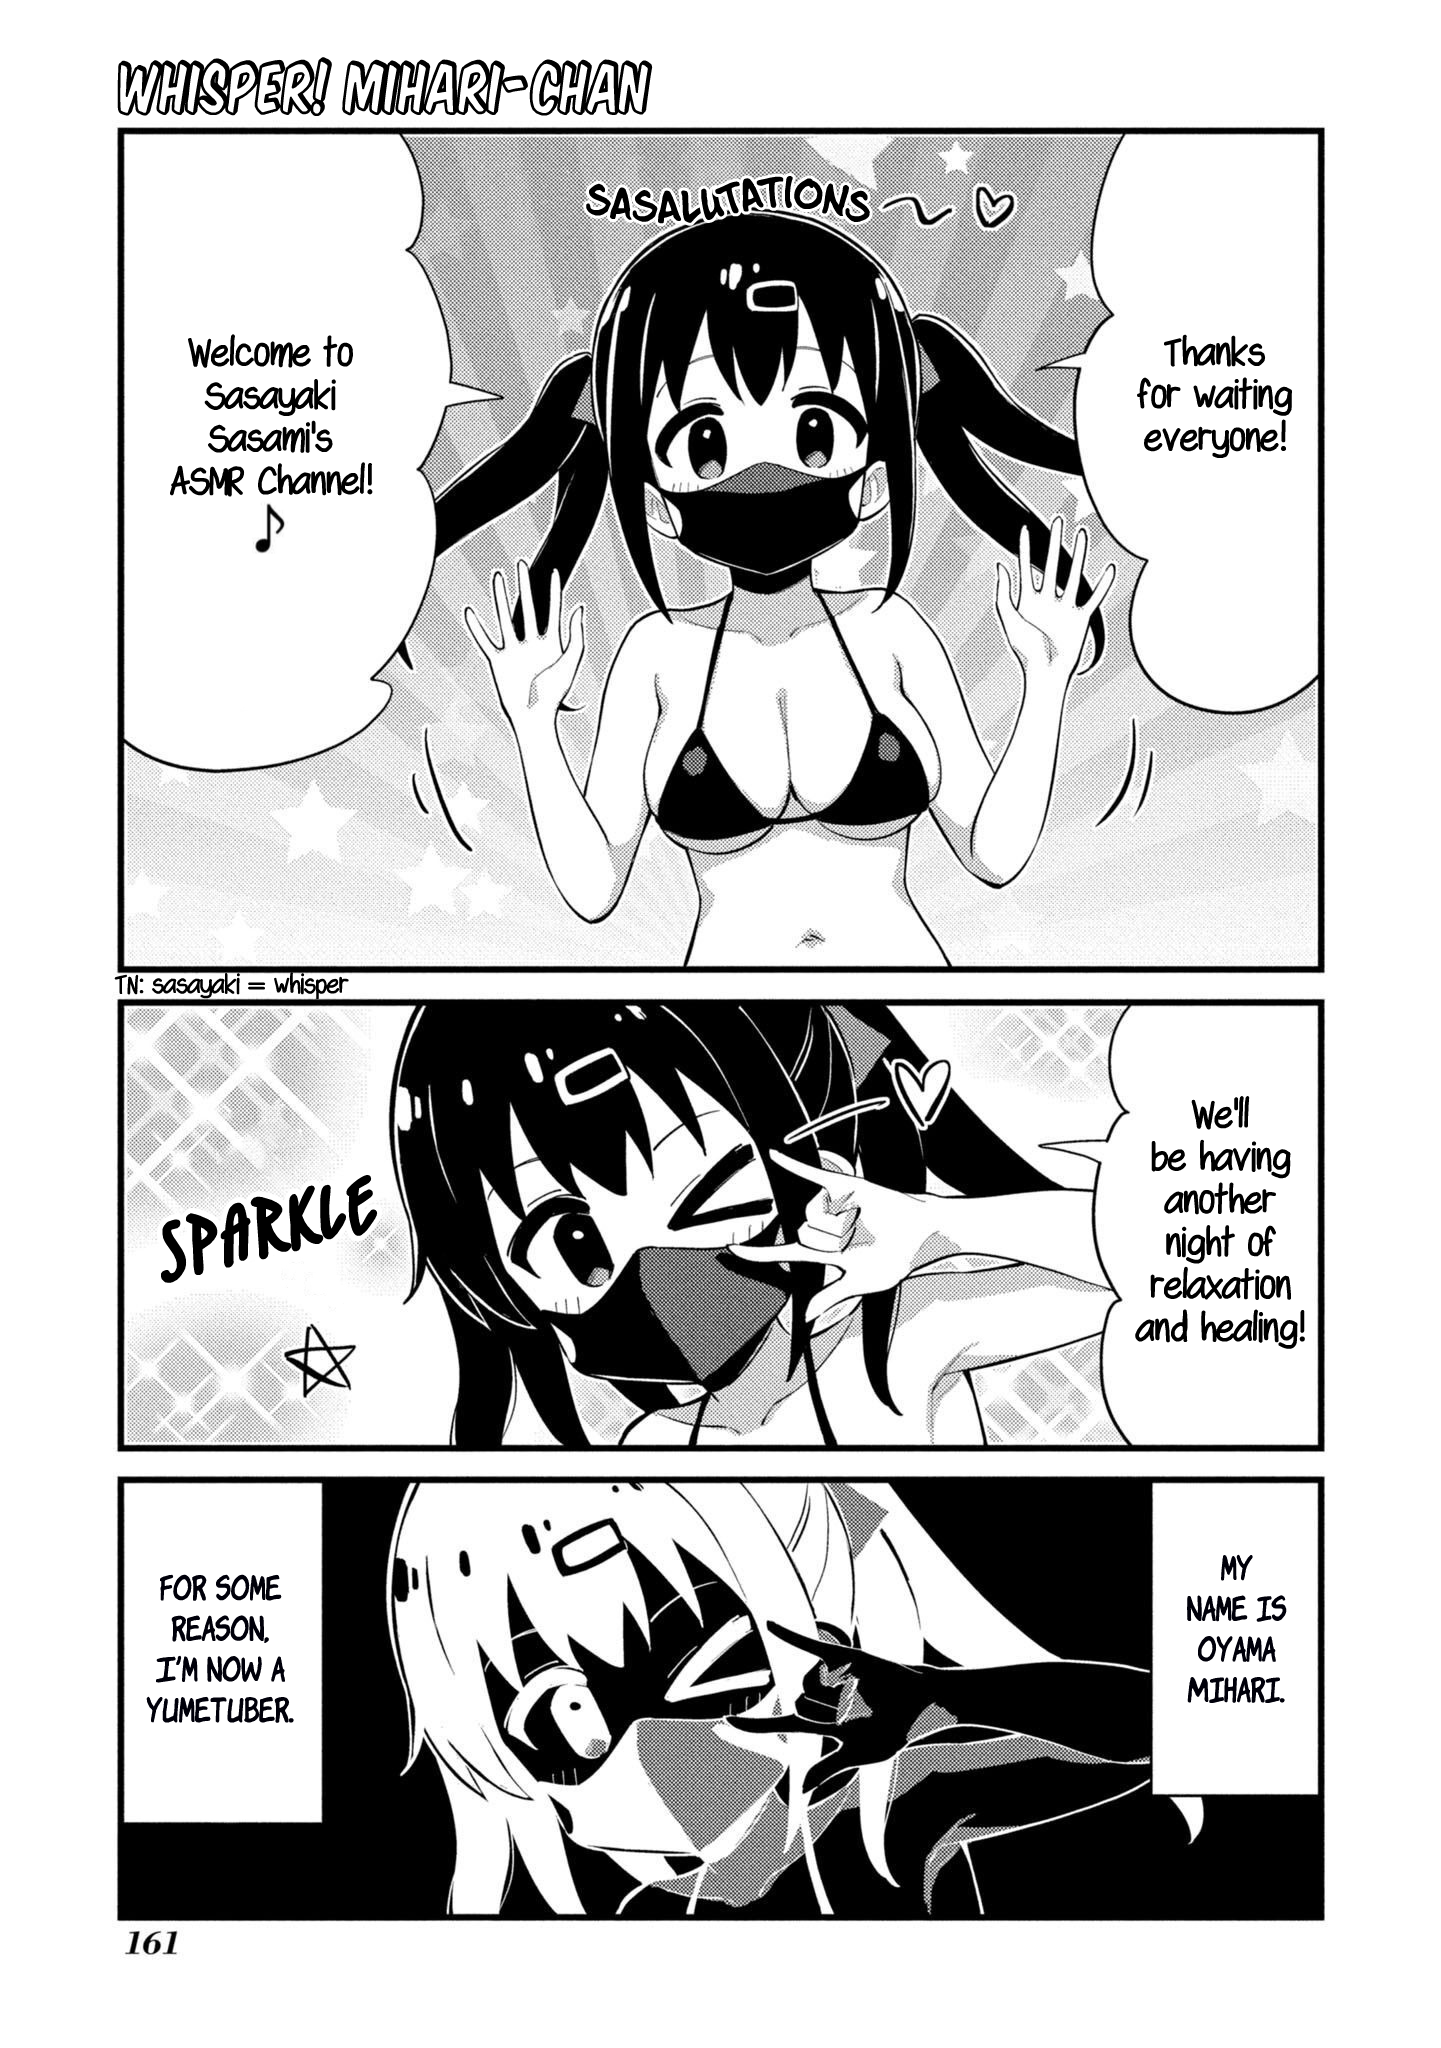 WHISPER! MIHARI-CHAN
SASALUTATIONS
Thanks
for waiting
everyone!
Welcome to
Sasayaki
Sasami's
ASMR Channel!
TN: sasayaki = whisper
We'll
be having
another
night of
relaxation
and healing!
SPARKLE
MY
NAME IS
OYAMA
MIHARI.
FOR SOME
REASON,
I'M NOW A
YUMETUBER.
161